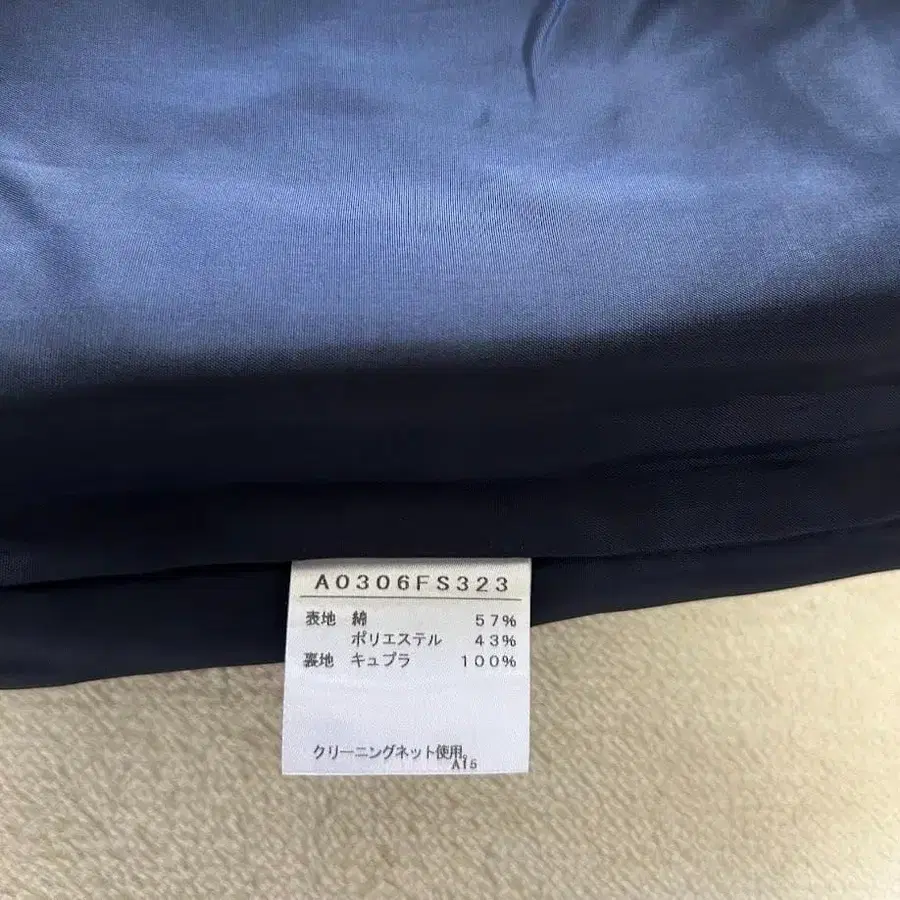 A0306FS323
表地 綿 57%
ポリエステル 43%
裏地 キュプラ 100%
クリーニングネット使用。
A15